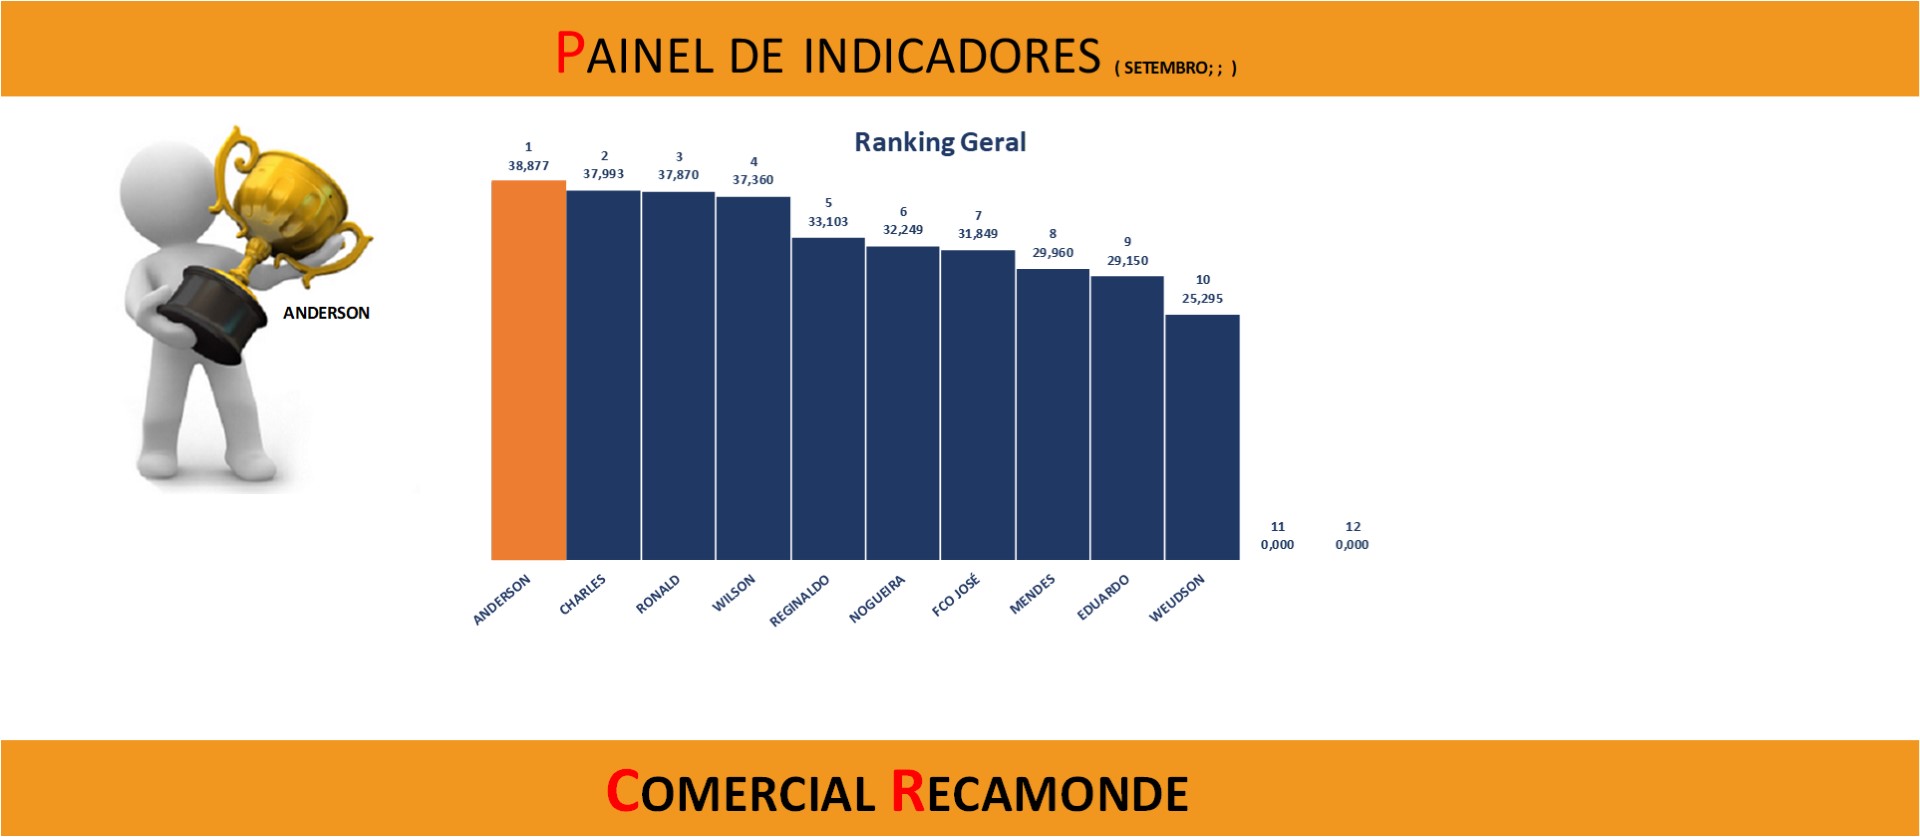 PAINEL DE INDICADORES ( SETEMBRO; ;  )
Ranking Geral
1
38,877
2
37,993
3
37,870
4
37,360
5
33,103
6
32,249
7
31,849
8
29,960
9
29,150
10
25,295
11
0,000
12
0,000
ANDERSON
ANDERSON
CHARLES
RONALD
WILSON
REGINALDO
NOGUEIRA
FCO JOSÉ
MENDES
EDUARDO
WEUDSON
COMERCIAL RECAMONDE